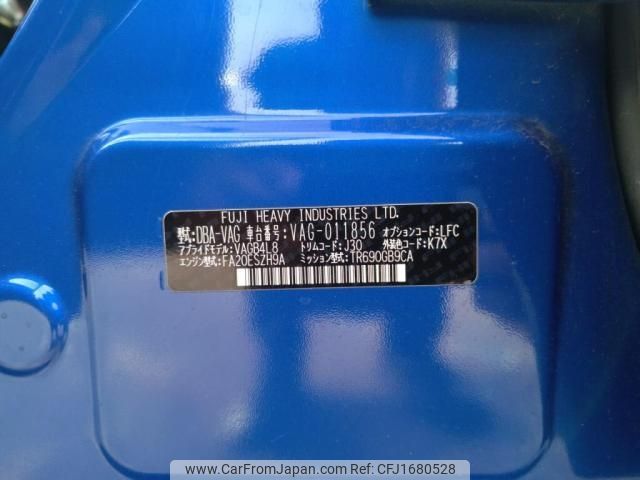 FUJI HEAVY INDUSTRIES LTD.
型式:DBA-VAG 車台番号:VAG-011856 オプションコード:LFC
アプライドモデル:VAGB4L8 トリムコード:J30 外装色コード:K7X
エンジン型式:FA20ESZH9A ミッション型式:TR690GB9CA
www.CarFromJapan.com | Car ID: CFJ1680528